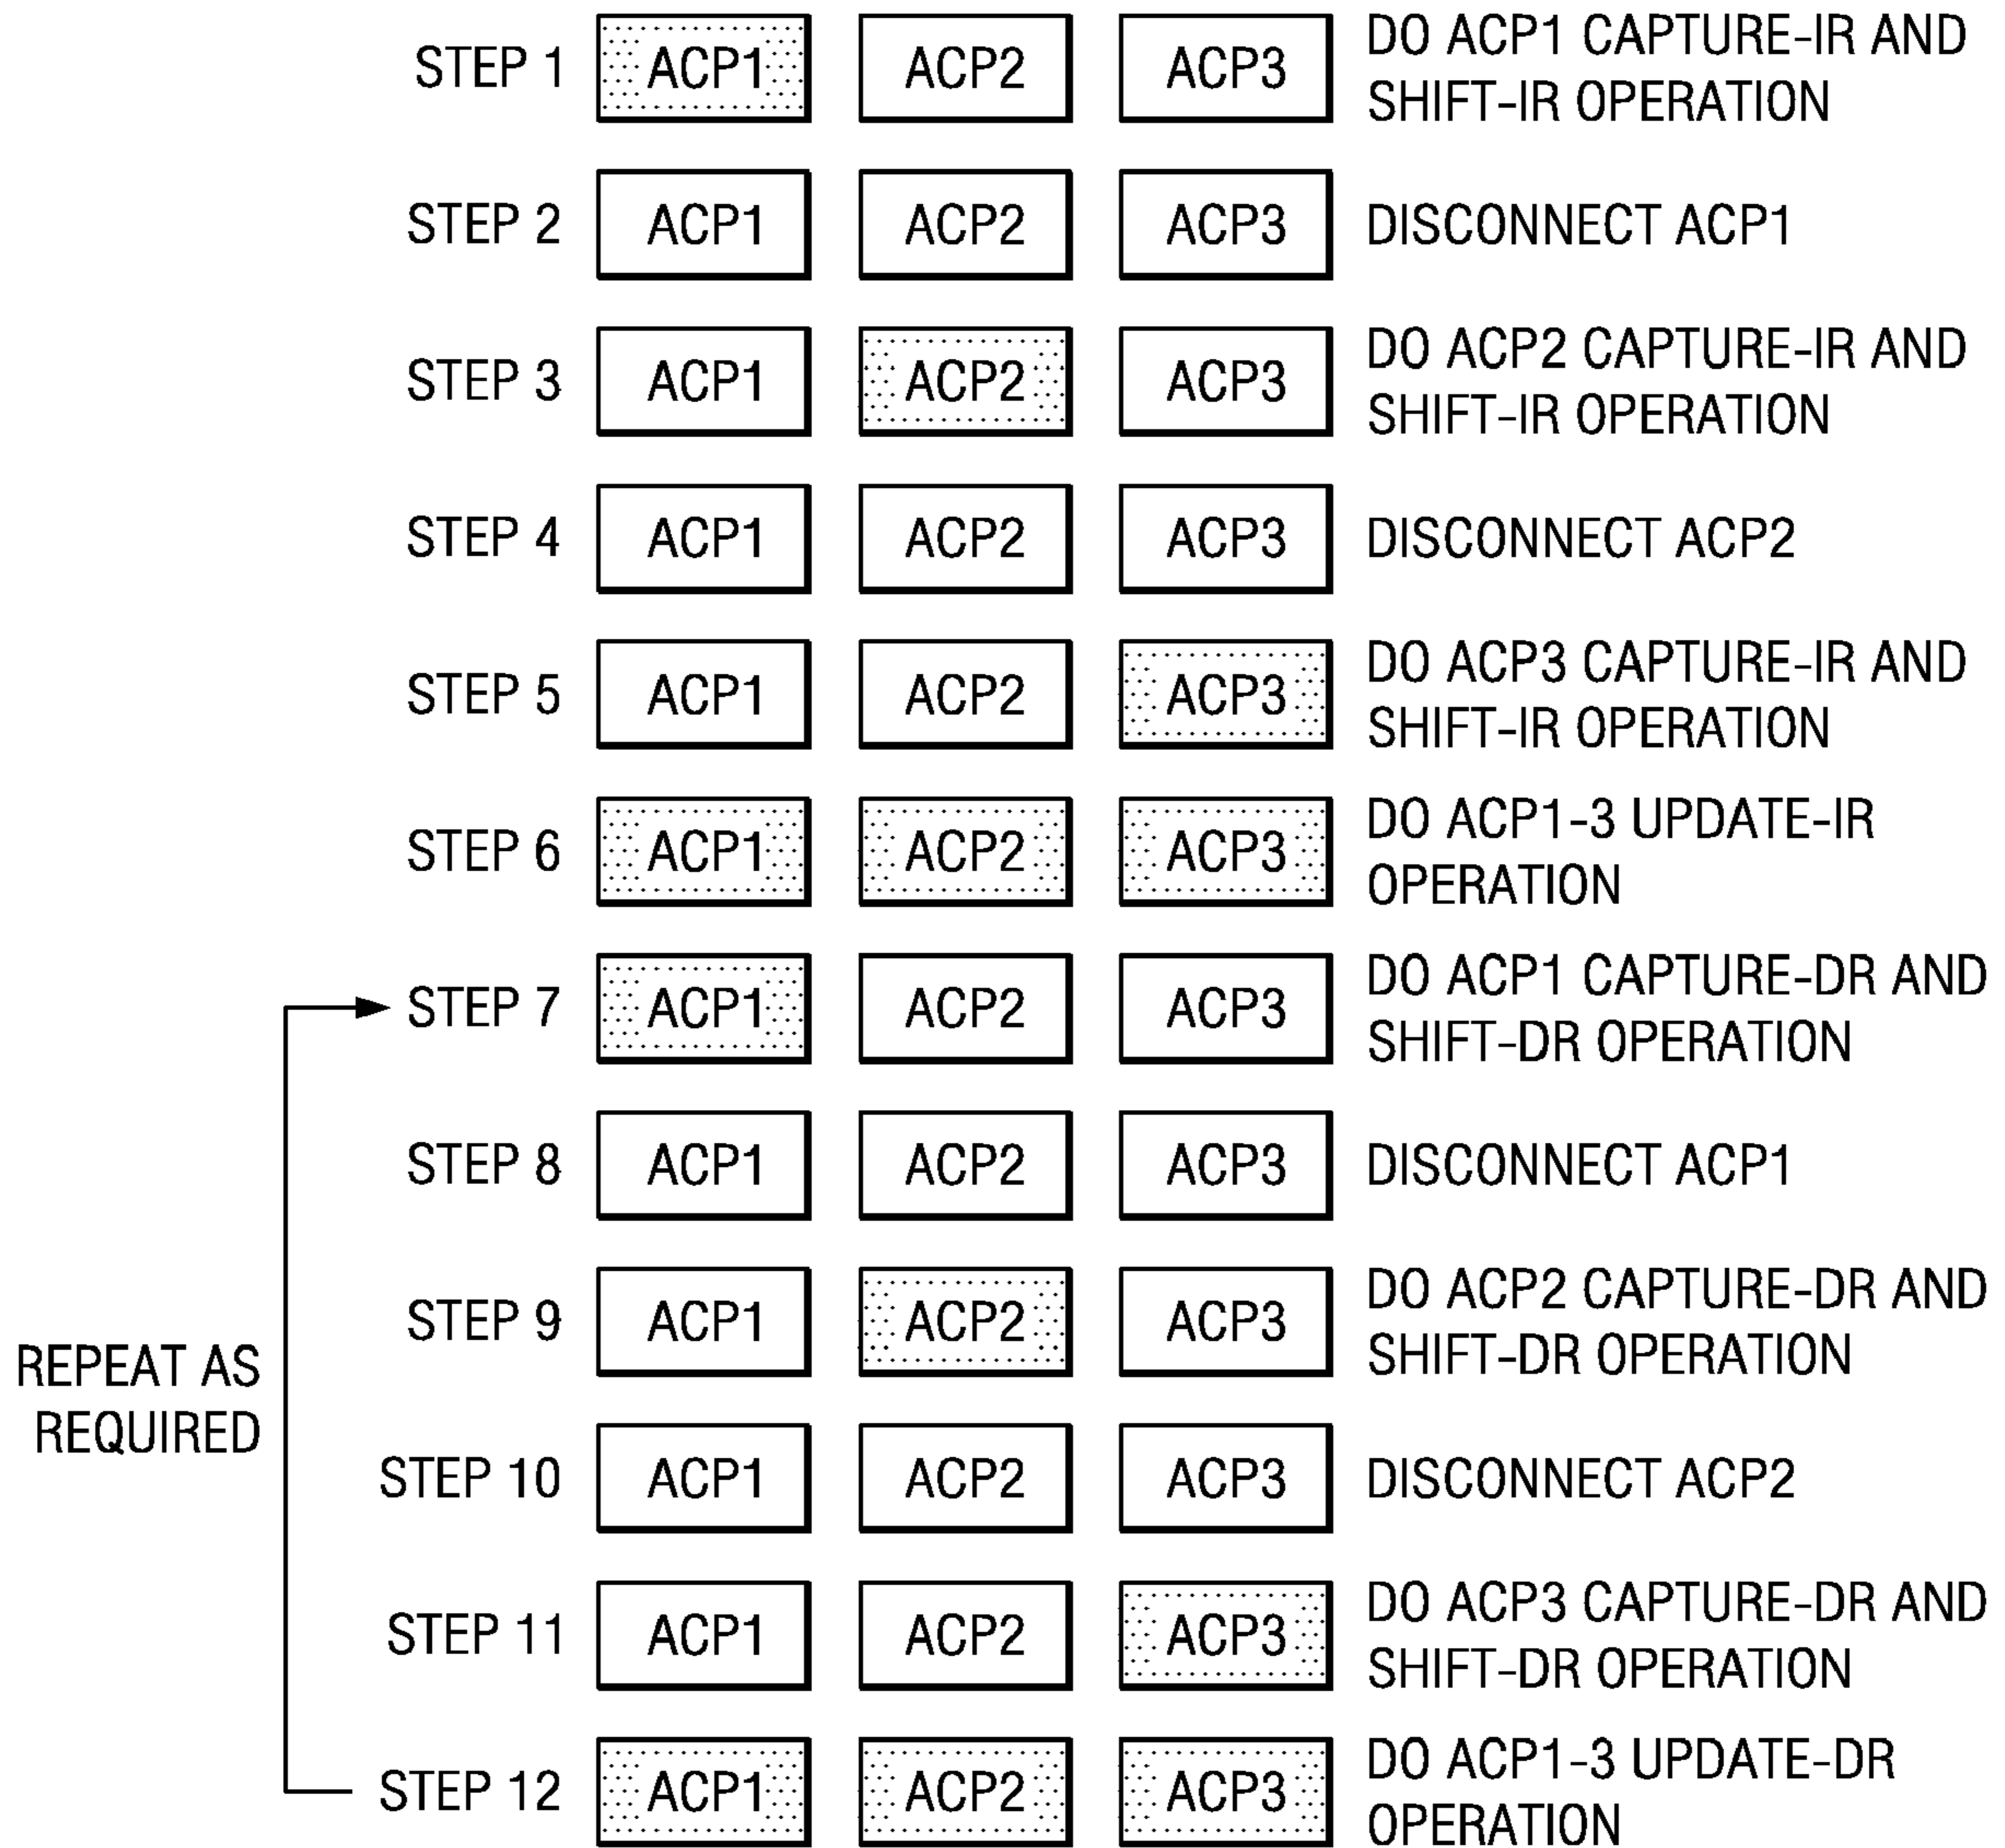 STEP 1 ACP1 ACP2 ACP3 DO ACP1 CAPTURE-IR AND
SHIFT-IR OPERATION
STEP 2 ACP1 ACP2 ACP3 DISCONNECT ACP1
STEP 3 ACP1 ACP2 ACP3 DO ACP2 CAPTURE-IR AND
SHIFT-IR OPERATION
STEP 4 ACP1 ACP2 ACP3 DISCONNECT ACP2
STEP 5 ACP1 ACP2 ACP3 DO ACP3 CAPTURE-IR AND
SHIFT-IR OPERATION
STEP 6 ACP1 ACP2 ACP3 DO ACP1-3 UPDATE-IR
OPERATION
STEP 7 ACP1 ACP2 ACP3 DO ACP1 CAPTURE-DR AND
SHIFT-DR OPERATION
STEP 8 ACP1 ACP2 ACP3 DISCONNECT ACP1
STEP 9 ACP1 ACP2 ACP3 DO ACP2 CAPTURE-DR AND
SHIFT-DR OPERATION
REPEAT AS
REQUIRED
STEP 10 ACP1 ACP2 ACP3 DISCONNECT ACP2
STEP 11 ACP1 ACP2 ACP3 DO ACP3 CAPTURE-DR AND
SHIFT-DR OPERATION
STEP 12 ACP1 ACP2 ACP3 DO ACP1-3 UPDATE-DR
OPERATION